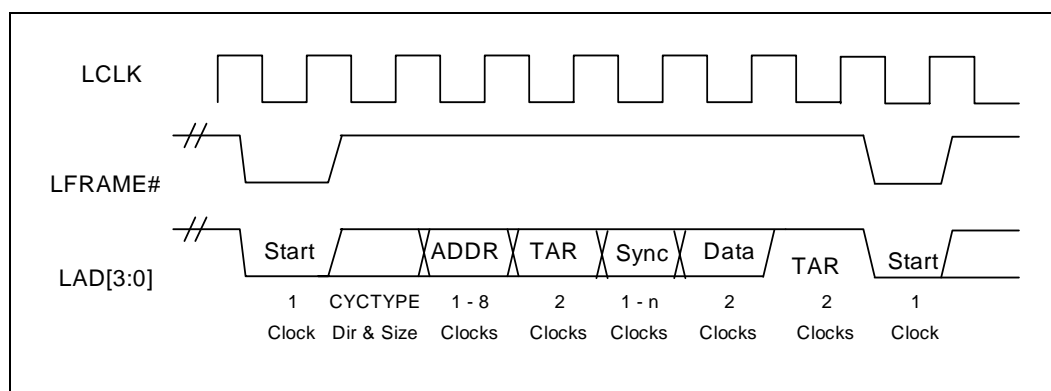 LCLK
LFRAME#
LAD[3:0]
Start ADDR TAR Sync Data TAR Start
1 CYCTYPE 1 - 8 2 1 - n 2 2 1
Clock Dir & Size Clocks Clocks Clocks Clocks Clocks Clock